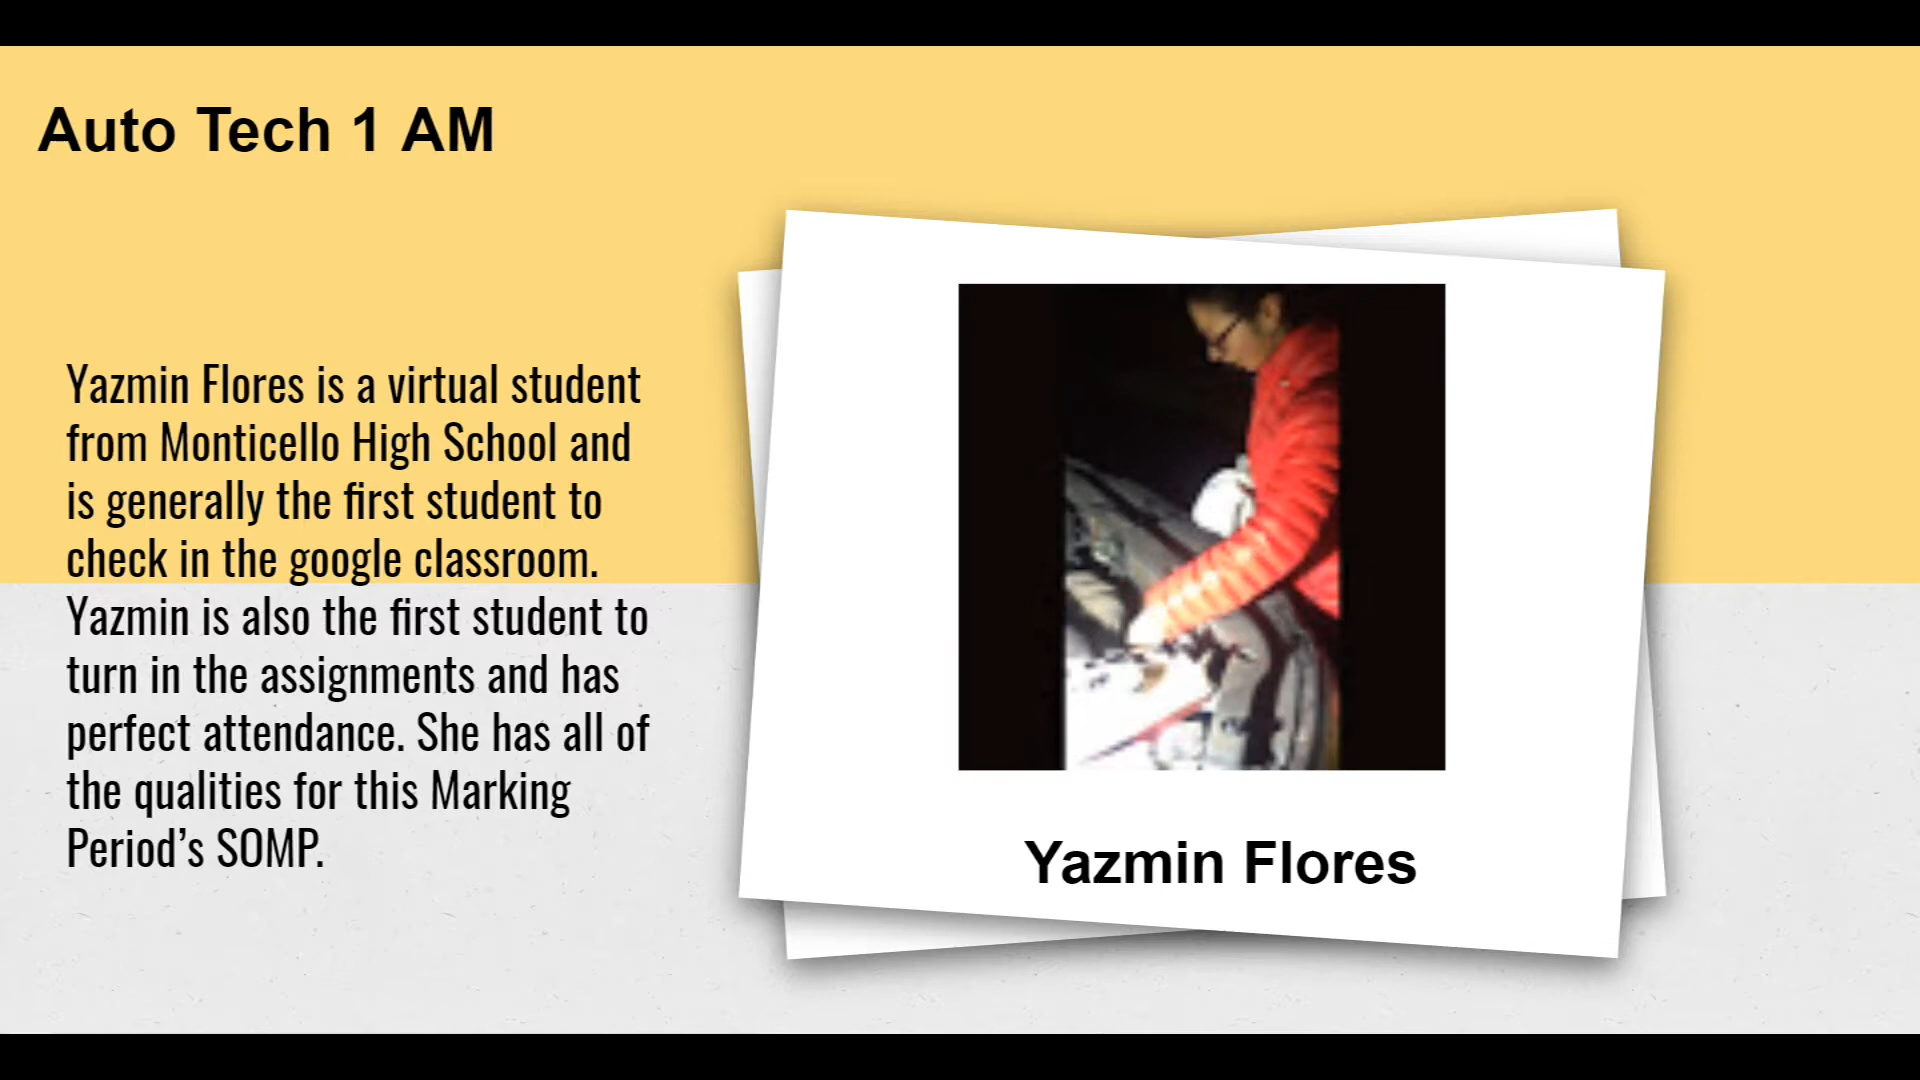 Auto Tech 1 AM
Yazmin Flores is a virtual student
from Monticello High School and
is generally the first student to
check in the google classroom.
Yazmin is also the first student to
turn in the assignments and has
perfect attendance. She has all of
the qualities for this Marking
Period’s SOMP.
Yazmin Flores